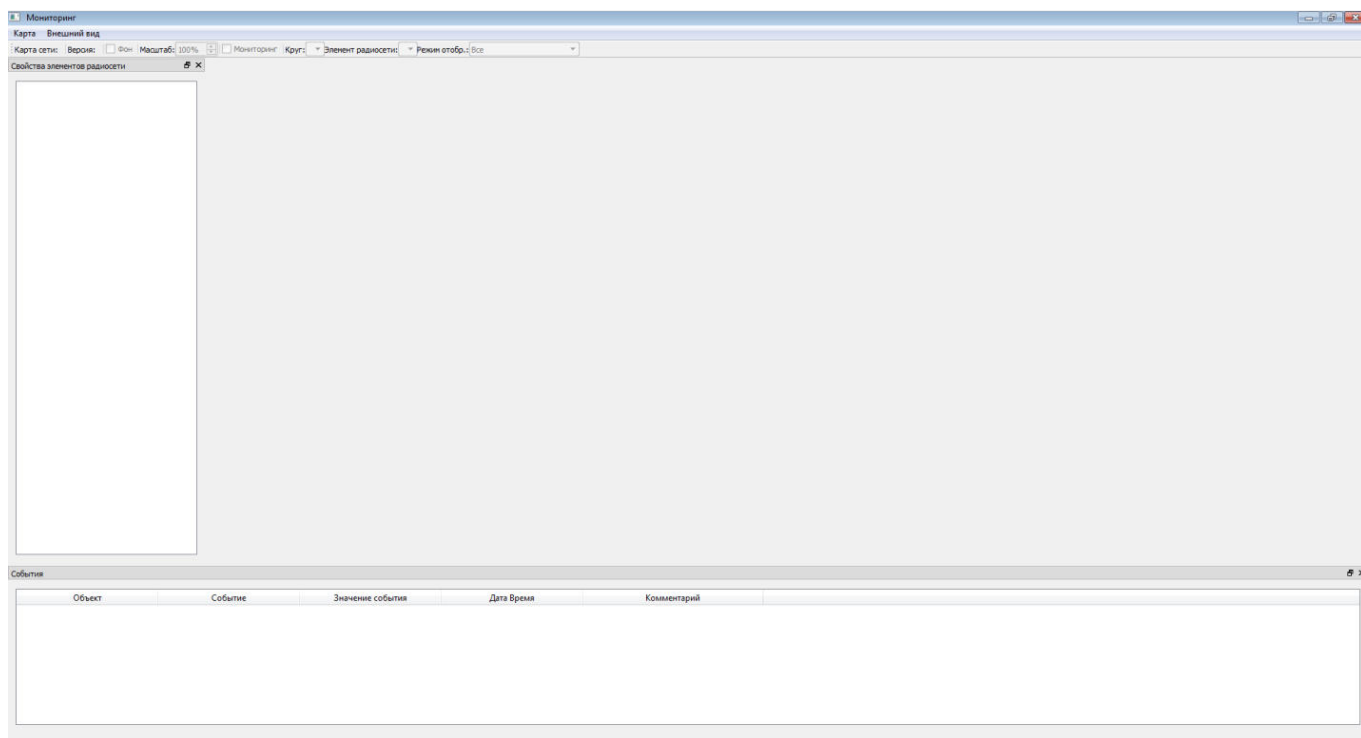 Мониторинг
Карта Внешний вид
Карта сети: Версия: Фон Масштаб: 100% Мониторинг Круг: Элемент радиосети: Режим отобр.: Все
Свойства элементов радиосети
События
Объект Событие Значение события Дата Время Комментарий